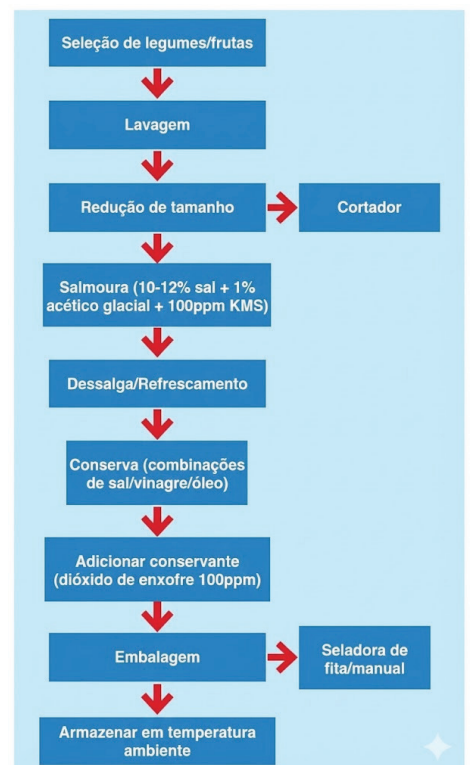 Seleção de legumes/frutas
Lavagem
Redução de tamanho
Cortador
Salmoura (10-12% sal + 1%
acético glacial + 100ppm KMS)
Dessalga/Refrescamento
Conserva (combinações
de sal/vinagre/óleo)
Adicionar conservante
(dióxido de enxofre 100ppm)
Embalagem
Seladora de
fita/manual
Armazenar em temperatura
ambiente